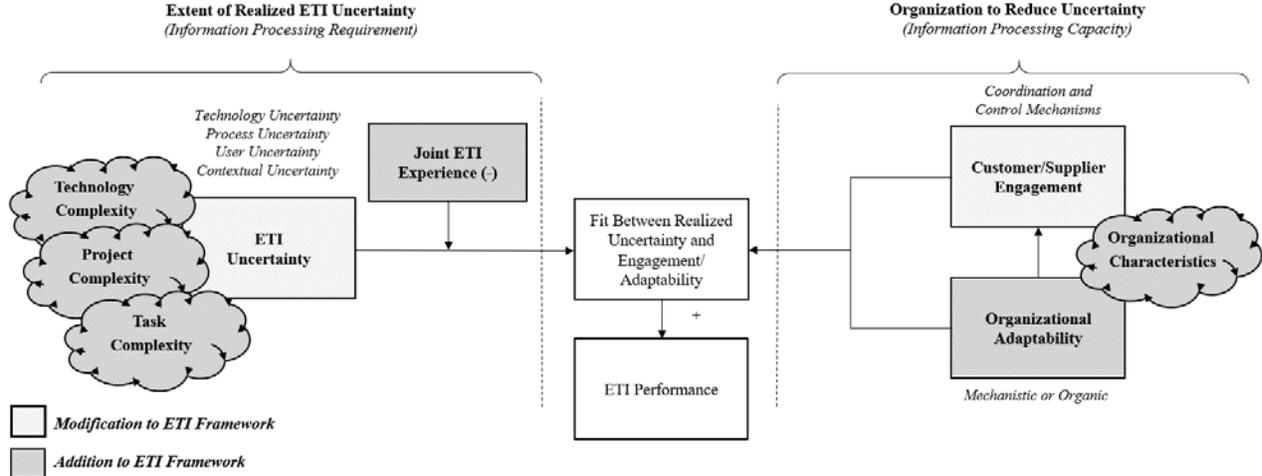 Extent of Realized ETI Uncertainty
(Information Processing Requirement)
Organization to Reduce Uncertainty
(Information Processing Capacity)
Technology Uncertainty
Process Uncertainty
User Uncertainty
Contextual Uncertainty
Joint ETI
Experience (-)
Technology
Complexity
Project
Complexity
Task
Complexity
ETI
Uncertainty
Fit Between Realized
Uncertainty and
Engagement/
Adaptability
+
ETI Performance
Coordination and
Control Mechanisms
Customer/Supplier
Engagement
Organizational
Characteristics
Organizational
Adaptability
Mechanistic or Organic
Modification to ETI Framework
Addition to ETI Framework